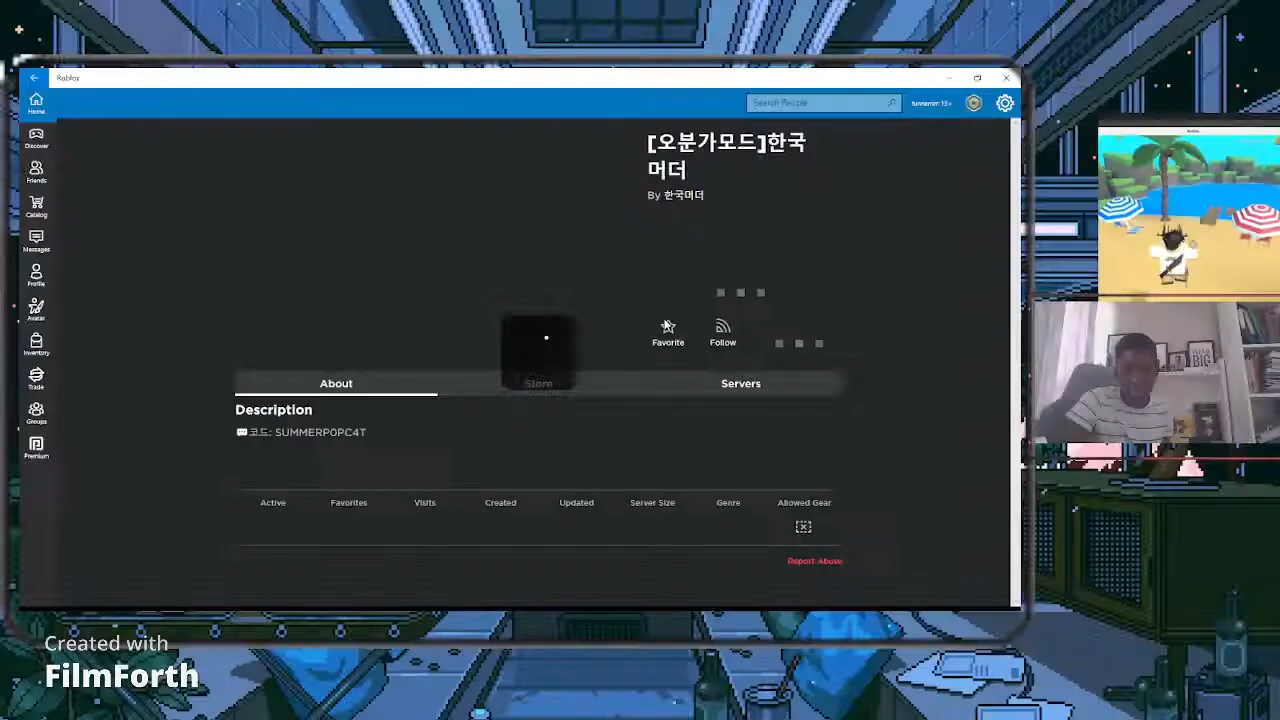 Roblox
Search People
Home
Discover
Friends
Catalog
Messages
Profile
Avatar
Inventory
Trade
Groups
Premium
[오분가모드]한국
머더
By 한국머더
Favorite
Follow
About
Store
Servers
Description
코드: SUMMERP0PC4T
Active
Favorites
Visits
Created
Updated
Server Size
Genre
Allowed Gear
Report Abuse
Created with
FilmForth